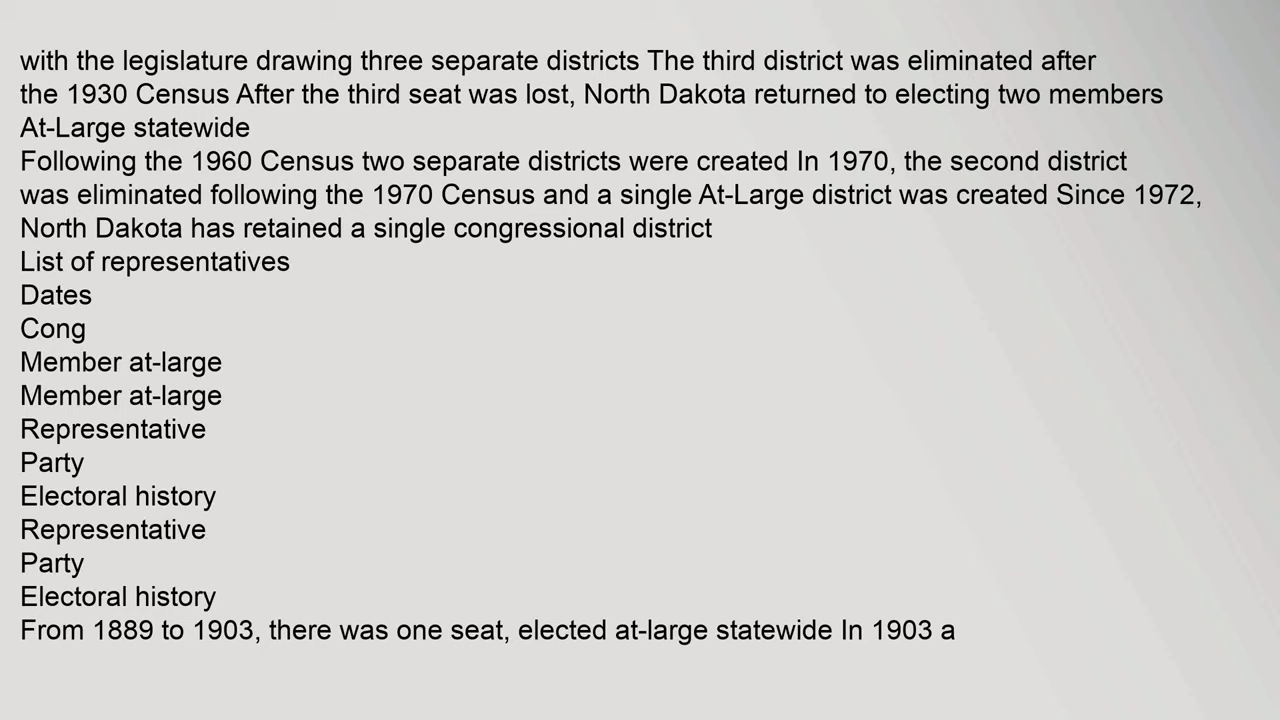 with the legislature drawing three separate districts The third district was eliminated after
the 1930 Census After the third seat was lost, North Dakota returned to electing two members
At-Large statewide
Following the 1960 Census two separate districts were created In 1970, the second district
was eliminated following the 1970 Census and a single At-Large district was created Since 1972,
North Dakota has retained a single congressional district
List of representatives
Dates
Cong
Member at-large
Member at-large
Representative
Party
Electoral history
Representative
Party
Electoral history
From 1889 to 1903, there was one seat, elected at-large statewide In 1903 a